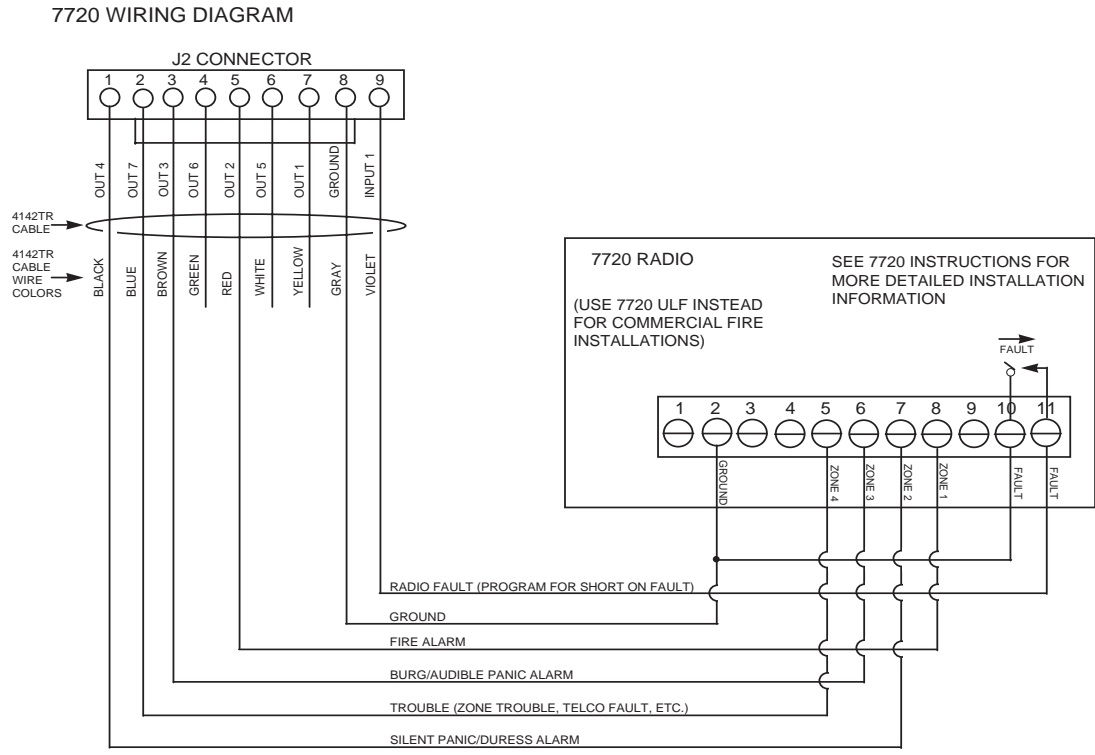 7720 WIRING DIAGRAM
J2 CONNECTOR
1 2 3 4 5 6 7 8 9
OUT 4
OUT 7
OUT 3
OUT 6
OUT 2
OUT 5
OUT 1
GROUND
INPUT 1
4142TR
CABLE
4142TR
CABLE
WIRE
COLORS
BLACK
BLUE
BROWN
GREEN
RED
WHITE
YELLOW
GRAY
VIOLET
7720 RADIO
(USE 7720 ULF INSTEAD
FOR COMMERCIAL FIRE
INSTALLATIONS)
SEE 7720 INSTRUCTIONS FOR
MORE DETAILED INSTALLATION
INFORMATION
FAULT
1 2 3 4 5 6 7 8 9 10 11
GROUND
ZONE 4
ZONE 3
ZONE 2
ZONE 1
FAULT
FAULT
RADIO FAULT (PROGRAM FOR SHORT ON FAULT)
GROUND
FIRE ALARM
BURG/AUDIBLE PANIC ALARM
TROUBLE (ZONE TROUBLE, TELCO FAULT, ETC.)
SILENT PANIC/DURESS ALARM